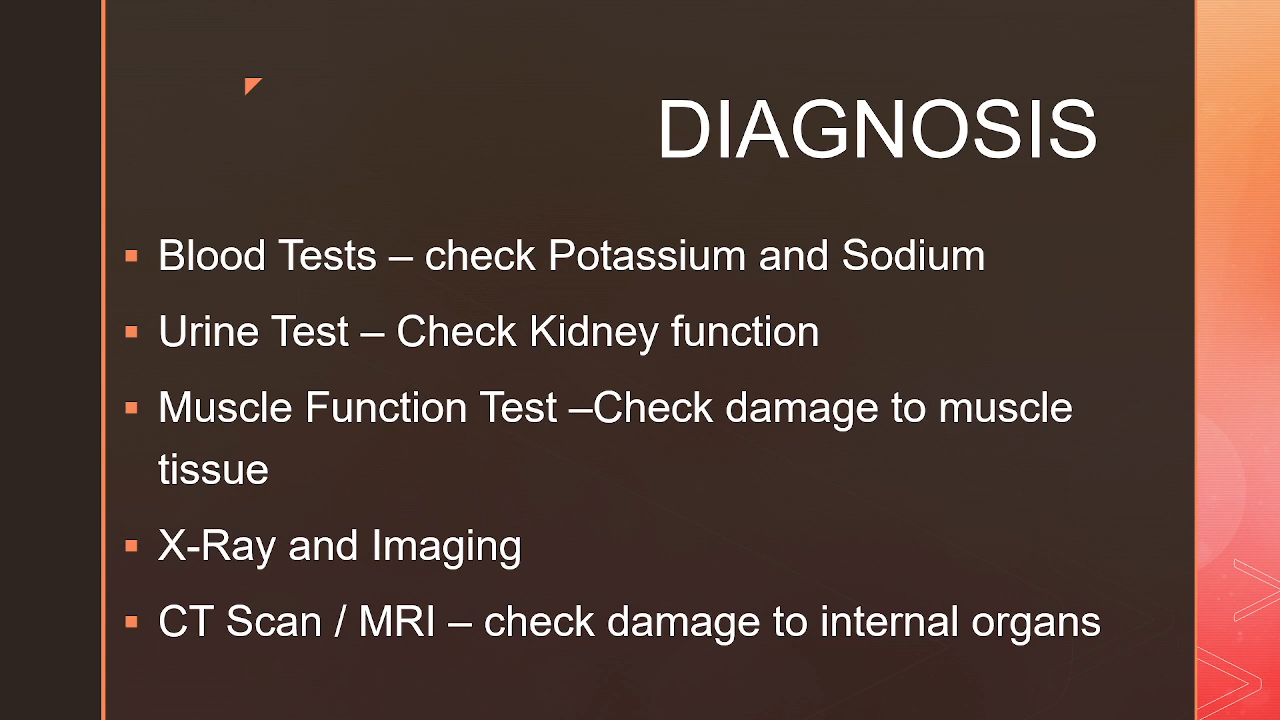 DIAGNOSIS
Blood Tests – check Potassium and Sodium
Urine Test – Check Kidney function
Muscle Function Test –Check damage to muscle
tissue
X-Ray and Imaging
CT Scan / MRI – check damage to internal organs